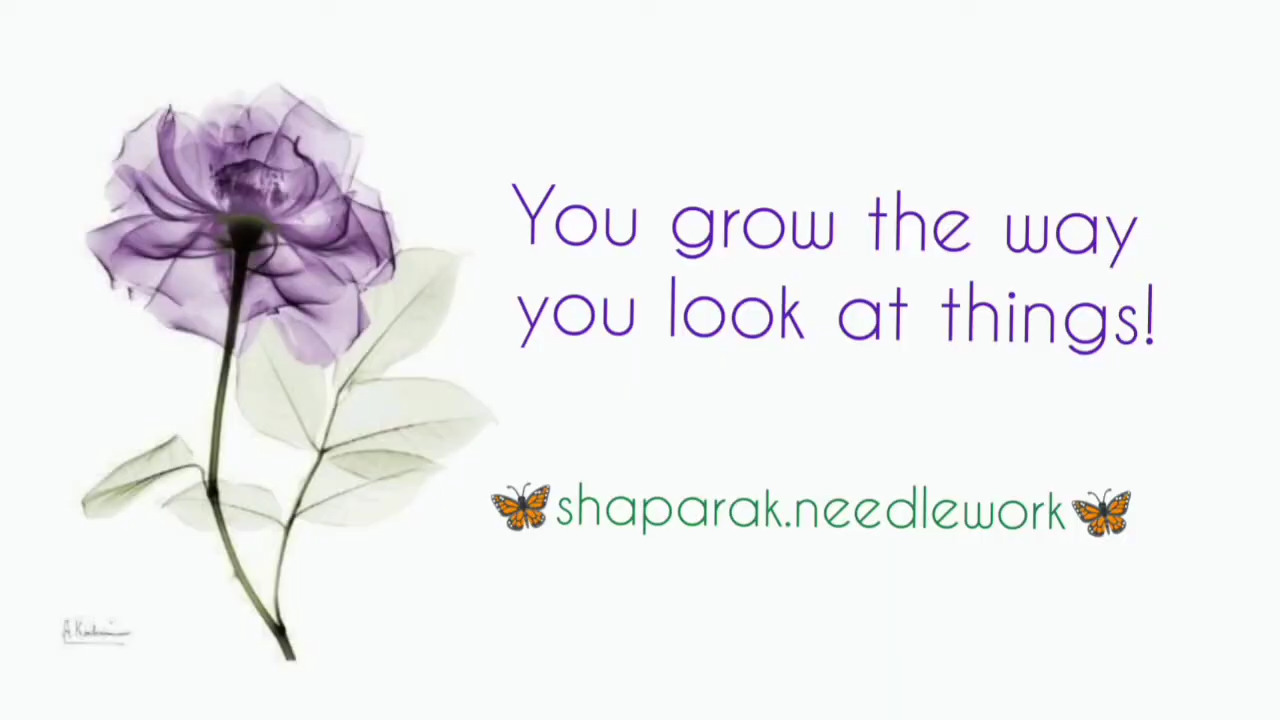 You grow the way
you look at things!
🦋shaparak.needlework🦋